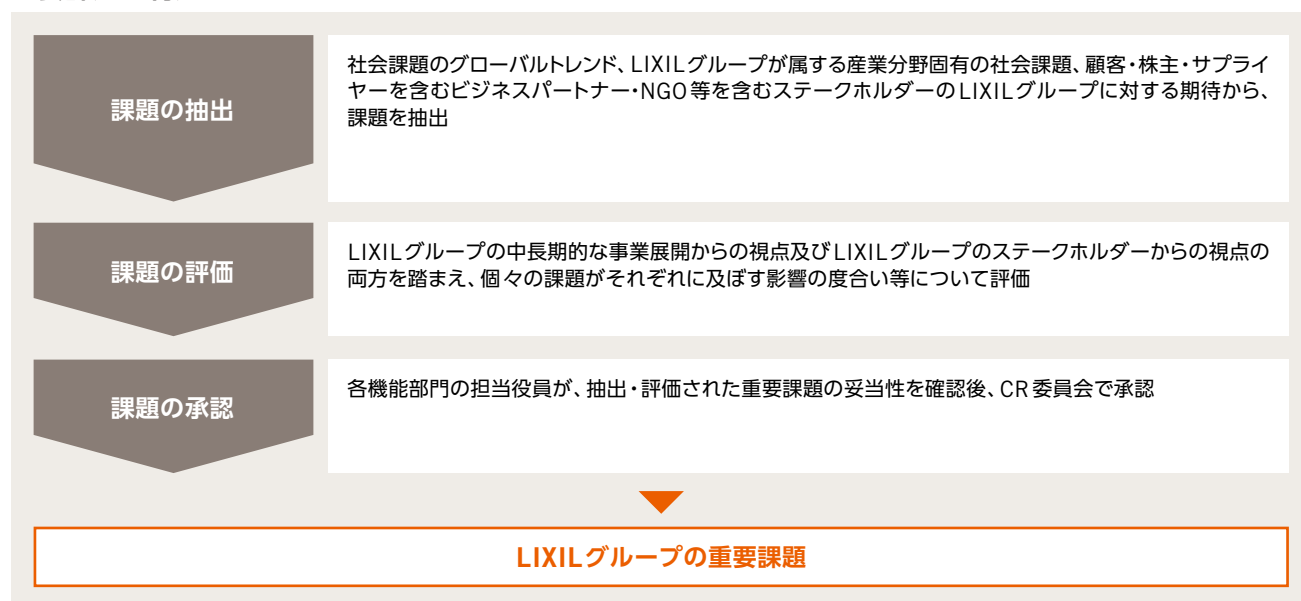 課題の抽出
社会課題のグローバルトレンド、LIXILグループが属する産業分野固有の社会課題、顧客・株主・サプライ
ヤーを含むビジネスパートナー・NGO等を含むステークホルダーのLIXILグループに対する期待から、
課題を抽出
課題の評価
LIXILグループの中長期的な事業展開からの視点及びLIXILグループのステークホルダーからの視点の
両方を踏まえ、個々の課題がそれぞれに及ぼす影響の度合い等について評価
課題の承認
各機能部門の担当役員が、抽出・評価された重要課題の妥当性を確認後、CR委員会で承認
LIXILグループの重要課題